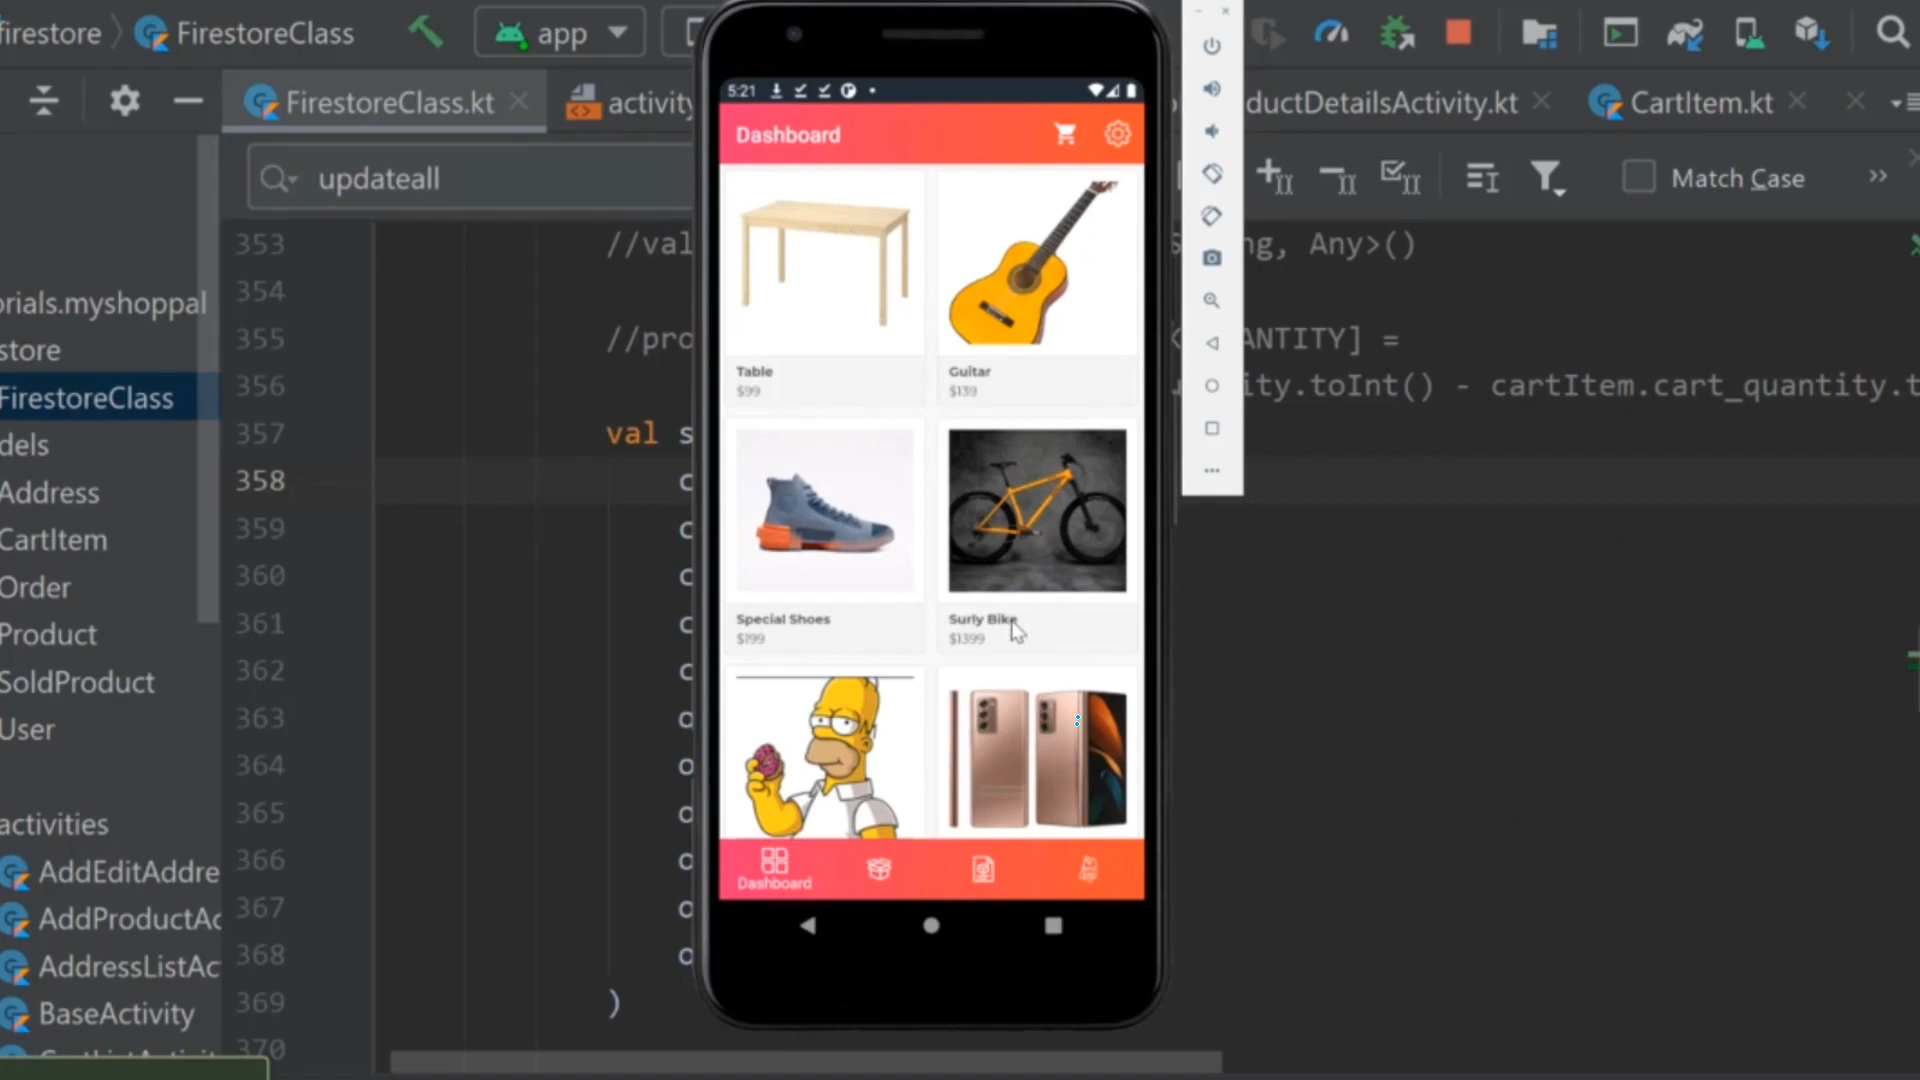 firestore
FirestoreClass
app
FirestoreClass.kt
activity
ductDetailsActivity.kt
CartItem.kt
updateall
Match Case
orials.myshoppal
store
FirestoreClass
dels
Address
CartItem
Order
Product
SoldProduct
User
activities
AddEditAddre
AddProductAc
AddressListAc
BaseActivity
353
354
355
356
357
358
359
360
361
362
363
364
365
366
367
368
369
370
//val
ng, Any>()
//pro
ANTITY] =
ity.toInt() - cartItem.cart_quantity.t
val s
c
c
c
c
c
o
o
o
o
o
o
)
5:21
Dashboard
Table
$99
Guitar
$139
Special Shoes
$199
Surly Bike
$1399
Dashboard